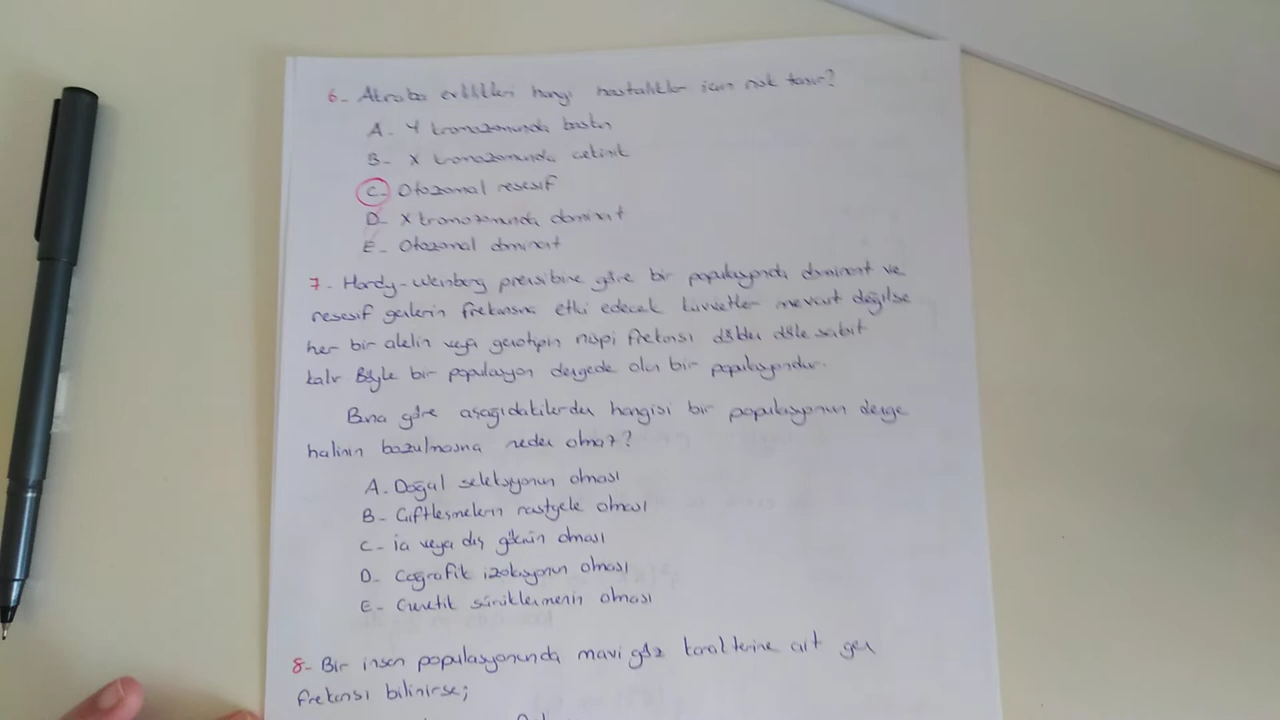 6- Akraba evlilikleri hangi hastalıklar için risk taşır?
A- Y kromozomunda baskın
B- X kromozomunda çekinik
C- Otozomal resesif
D- X kromozomunda dominant
E- Otozomal dominant
7- Hardy-Weinberg prensibine göre bir populasyonda dominant ve
resesif genlerin frekansına etki edecek kuvvetler mevcut değilse
her bir alelin veya genotipin nispi frekansı dölden döle sabit
kalır Böyle bir populasyon dengede olan bir populasyondur.
Buna göre aşağıdakilerden hangisi bir populasyonun denge
halinin bozulmasına neden olmaz?
A- Doğal seleksiyonun olması
B- Çiftleşmelerin rastgele olması
C- iç veya dış göçün olması
D- Coğrafik izolasyonun olması
E- Genetik sürüklenmenin olması
8- Bir insan populasyonunda mavi göz karakterine ait gen
frekansı bilinirse;